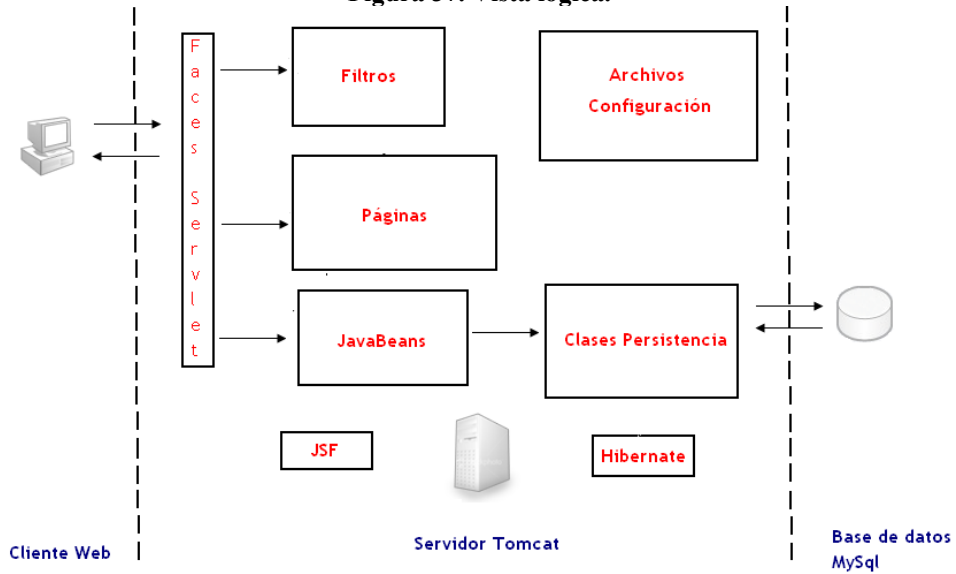 Faces Servlet
Filtros
Archivos
Configuración
Páginas
JavaBeans
Clases Persistencia
JSF
Hibernate
Cliente Web
Servidor Tomcat
Base de datos
MySql